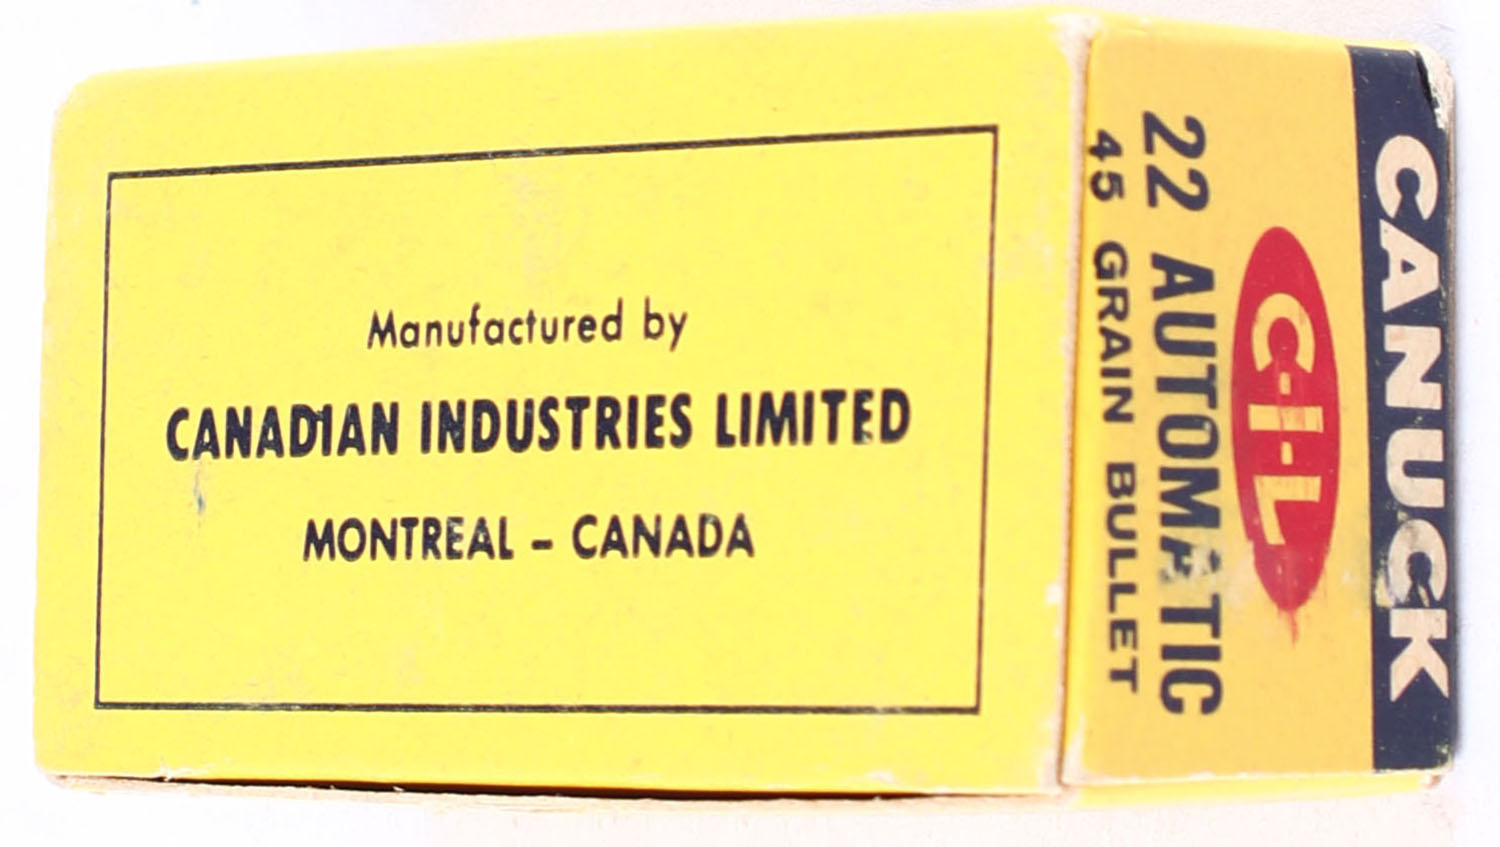 Manufactured by
CANADIAN INDUSTRIES LIMITED
MONTREAL - CANADA
CANUCK
C-I-L
22 AUTOMATIC
45 GRAIN BULLET